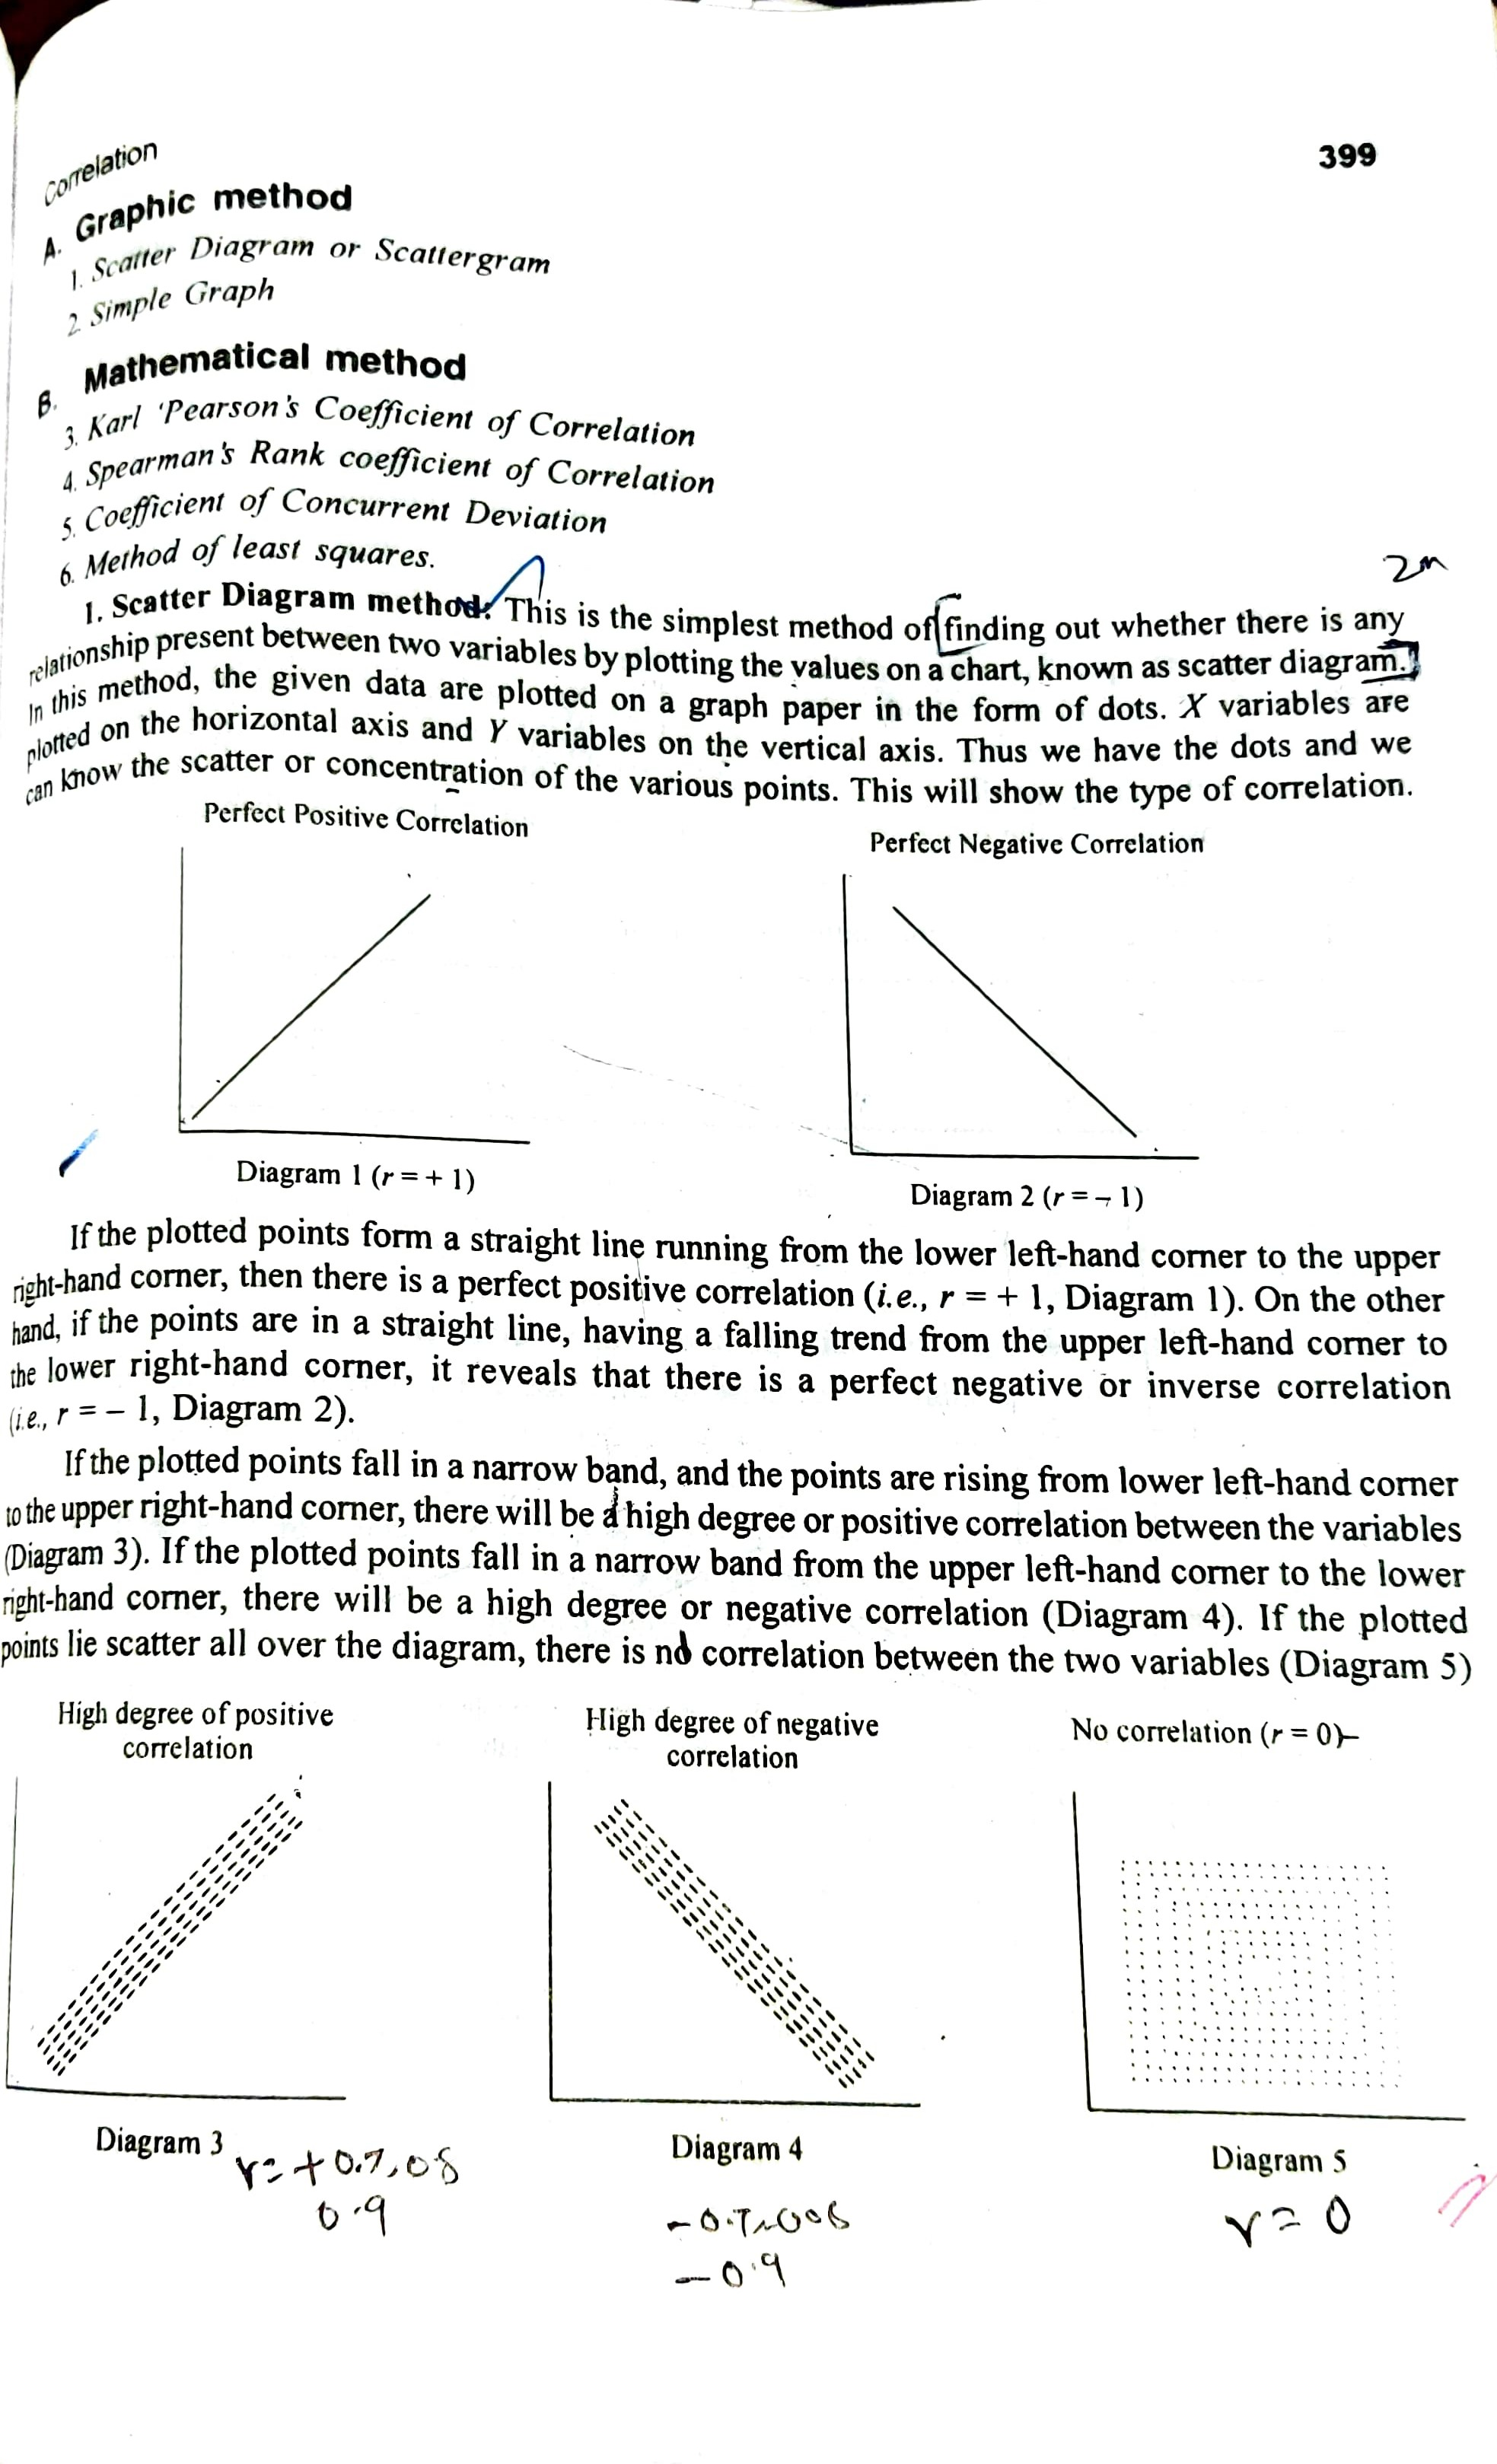 Correlation
399
A. Graphic method
1. Scatter Diagram or Scattergram
2. Simple Graph
B. Mathematical method
3. Karl 'Pearson's Coefficient of Correlation
4. Spearman's Rank coefficient of Correlation
5. Coefficient of Concurrent Deviation
6. Method of least squares.
2m
1. Scatter Diagram method: This is the simplest method of [finding out whether there is any
relationship present between two variables by plotting the values on a chart, known as scatter diagram.]
In this method, the given data are plotted on a graph paper in the form of dots. X variables are
plotted on the horizontal axis and Y variables on the vertical axis. Thus we have the dots and we
can know the scatter or concentration of the various points. This will show the type of correlation.
Perfect Positive Correlation
Perfect Negative Correlation
Diagram 1 (r = + 1)
Diagram 2 (r = - 1)
If the plotted points form a straight line running from the lower left-hand corner to the upper
right-hand corner, then there is a perfect positive correlation (i.e., r = + 1, Diagram 1). On the other
hand, if the points are in a straight line, having a falling trend from the upper left-hand corner to
the lower right-hand corner, it reveals that there is a perfect negative or inverse correlation
(i.e., r = – 1, Diagram 2).
If the plotted points fall in a narrow band, and the points are rising from lower left-hand corner
to the upper right-hand corner, there will be a high degree or positive correlation between the variables
(Diagram 3). If the plotted points fall in a narrow band from the upper left-hand corner to the lower
right-hand corner, there will be a high degree or negative correlation (Diagram 4). If the plotted
points lie scatter all over the diagram, there is no correlation between the two variables (Diagram 5)
High degree of positive
correlation
High degree of negative
correlation
No correlation (r = 0)
Diagram 3
r = +0.7, 08
0.9
Diagram 4
-0.7
-0.9
Diagram 5
r = 0